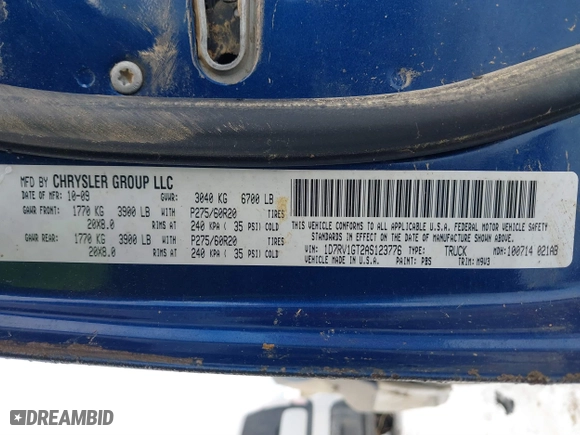 MFD BY CHRYSLER GROUP LLC
DATE OF MFR: 10-09 GVWR: 3040 KG 6700 LB
GAWR FRONT: 1770 KG 3900 LB WITH P275/60R20 TIRES
20X8.0 RIMS AT 240 KPA ( 35 PSI) COLD
GAWR REAR: 1770 KG 3900 LB WITH P275/60R20 TIRES
20X8.0 RIMS AT 240 KPA ( 35 PSI) COLD
THIS VEHICLE CONFORMS TO ALL APPLICABLE U.S.A. FEDERAL MOTOR VEHICLE SAFETY
STANDARDS IN EFFECT ON THE DATE OF MANUFACTURE SHOWN ABOVE
VIN: 1D7RV1GT2AS123776 TYPE: TRUCK MDH: 100714 021AB
VEHICLE MADE IN U.S.A. PAINT: PBS TRIM: M9V3
DREAMBID